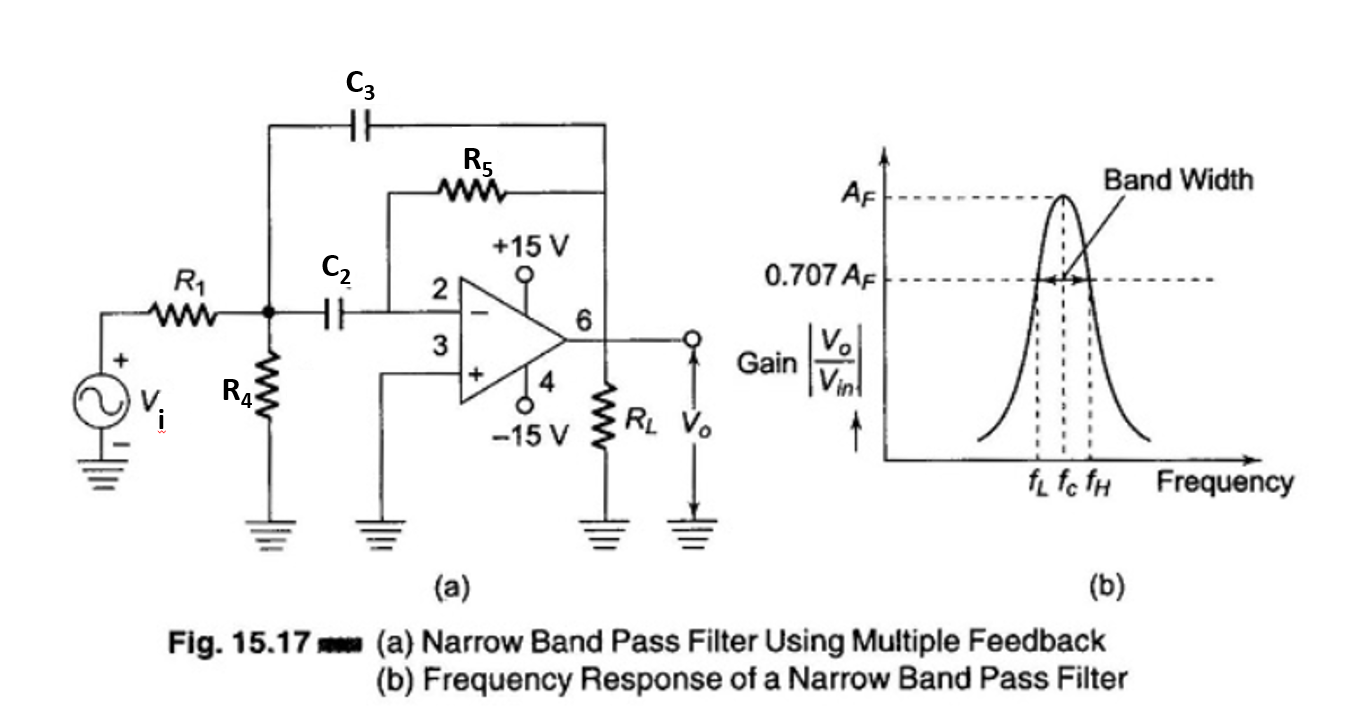 C3
R5
+15 V
R1
C2
2
−
6
3
+
4
−15 V
+
Vi
−
R4
RL
Vo
(a)
AF
Band Width
0.707 AF
Gain |Vo/Vin|
fL fc fH
Frequency
(b)
Fig. 15.17 (a) Narrow Band Pass Filter Using Multiple Feedback
(b) Frequency Response of a Narrow Band Pass Filter